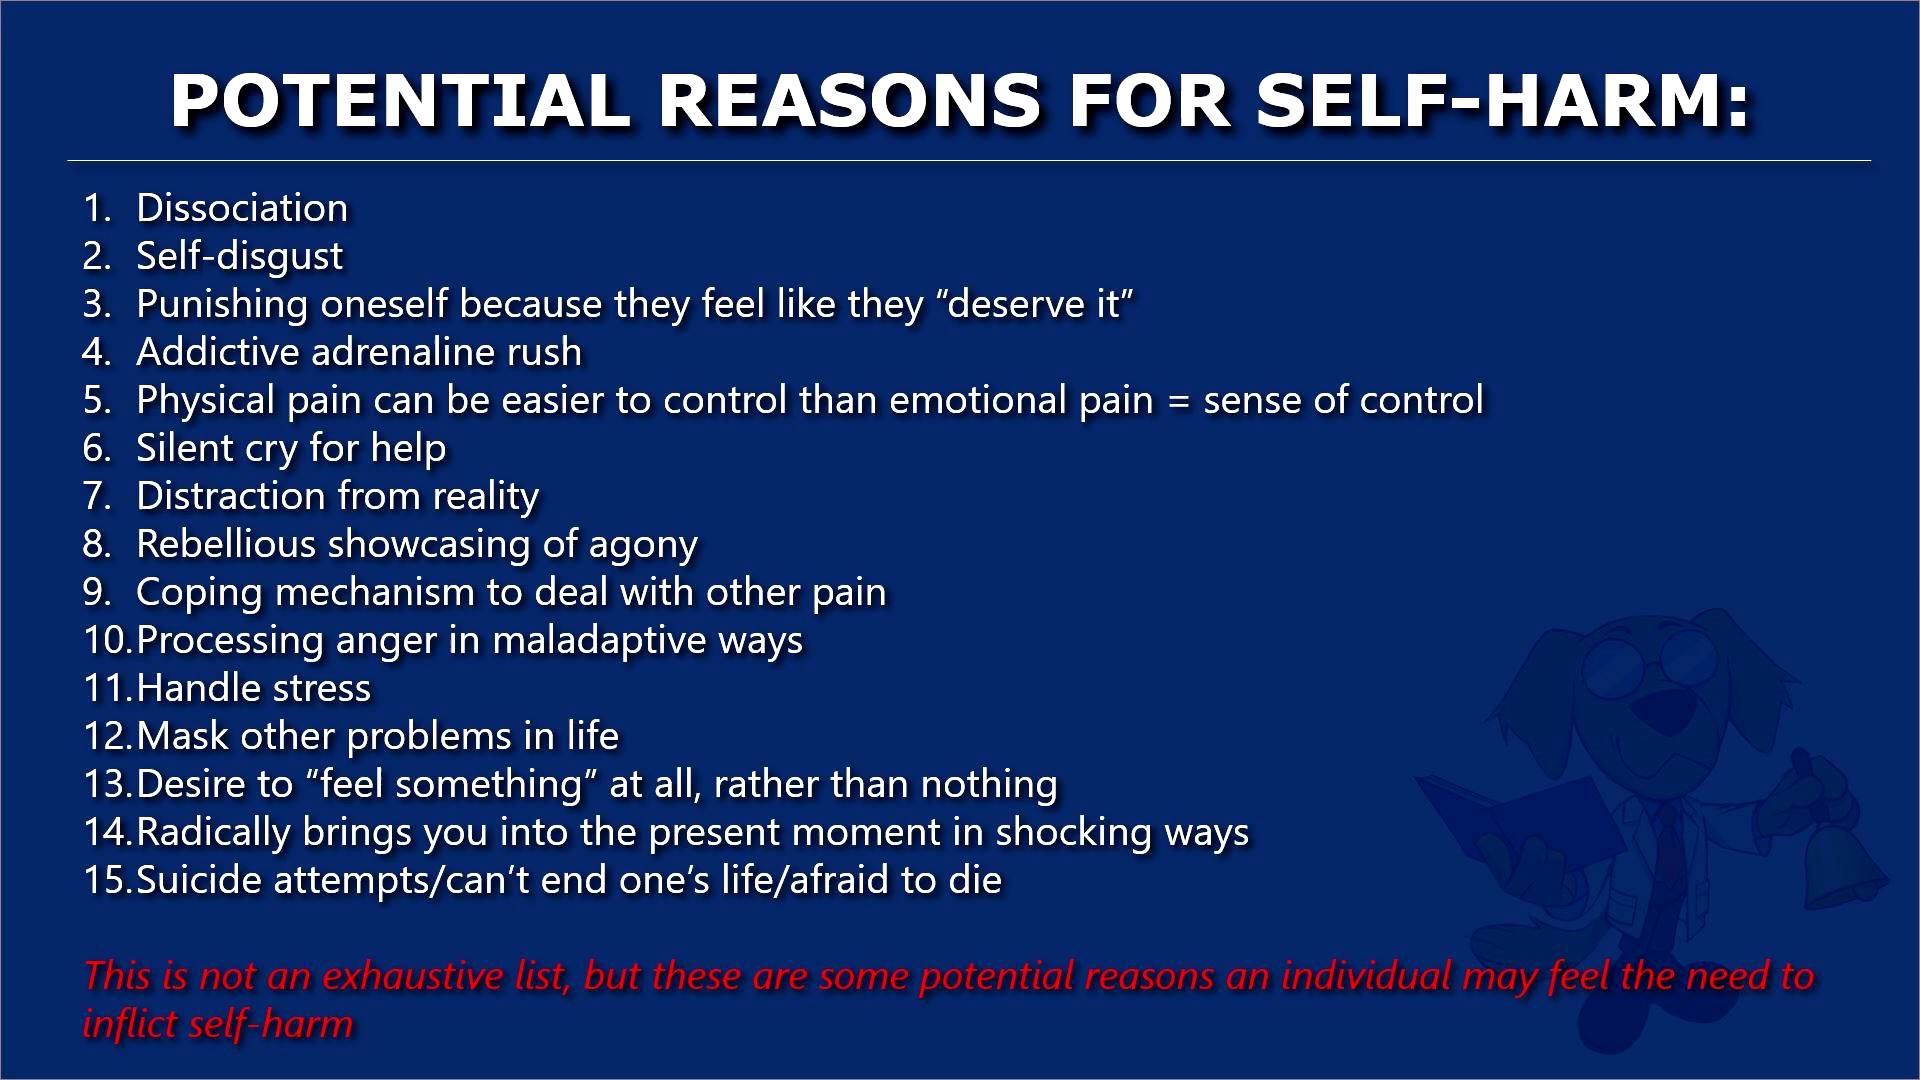 POTENTIAL REASONS FOR SELF-HARM:
1. Dissociation
2. Self-disgust
3. Punishing oneself because they feel like they “deserve it”
4. Addictive adrenaline rush
5. Physical pain can be easier to control than emotional pain = sense of control
6. Silent cry for help
7. Distraction from reality
8. Rebellious showcasing of agony
9. Coping mechanism to deal with other pain
10. Processing anger in maladaptive ways
11. Handle stress
12. Mask other problems in life
13. Desire to “feel something” at all, rather than nothing
14. Radically brings you into the present moment in shocking ways
15. Suicide attempts/can’t end one’s life/afraid to die
This is not an exhaustive list, but these are some potential reasons an individual may feel the need to
inflict self-harm